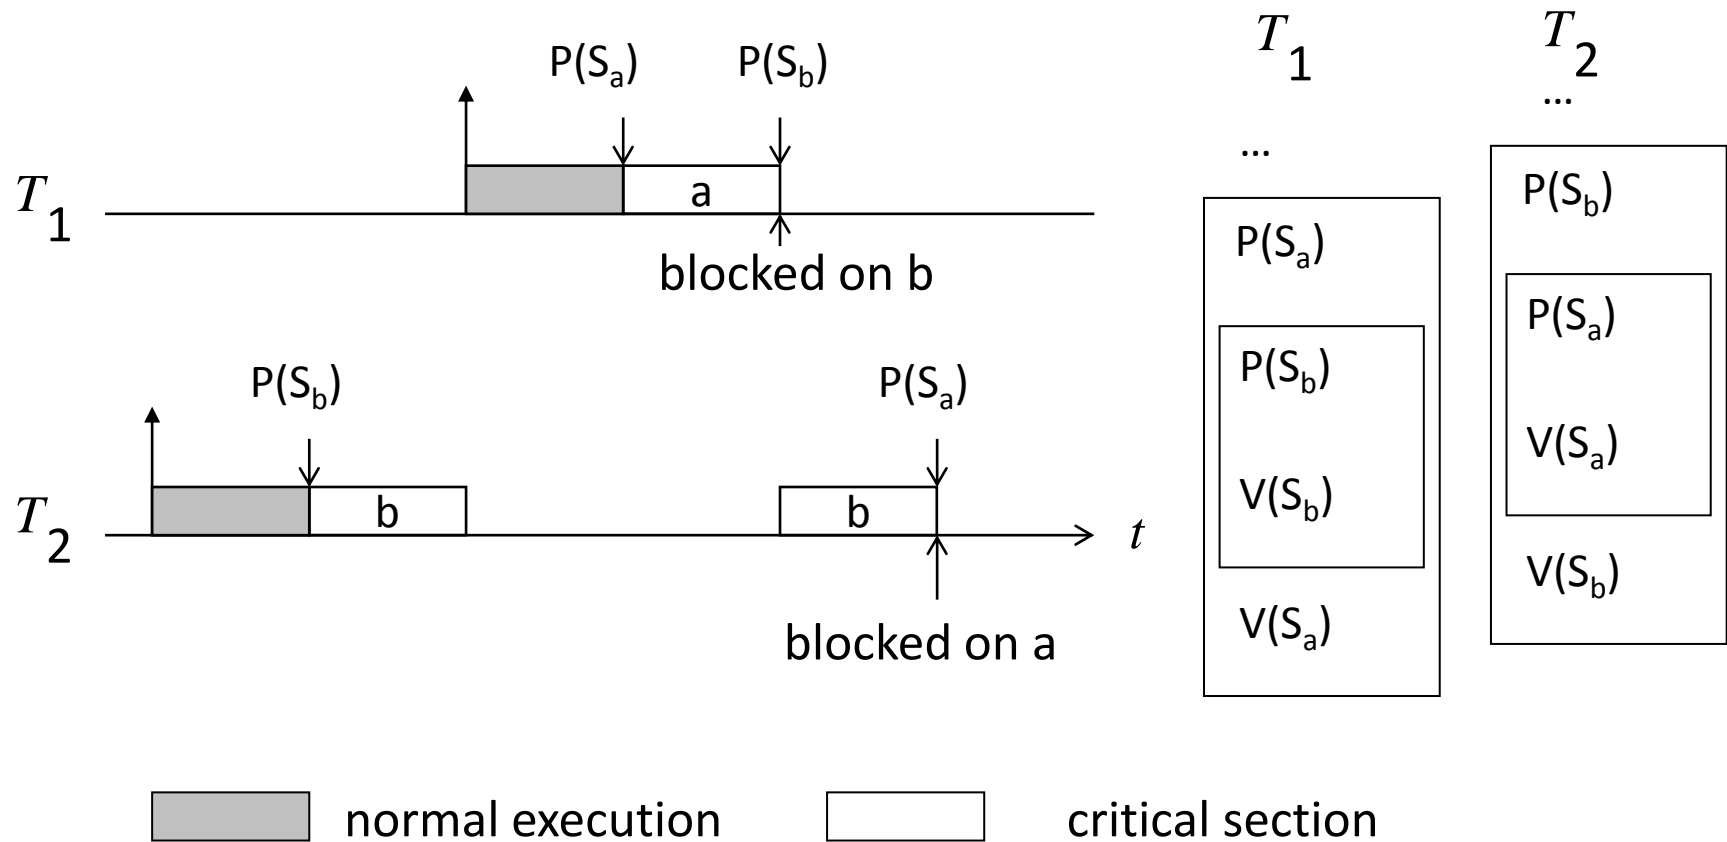 P(Sa) P(Sb)
T1
a
blocked on b
P(Sb) P(Sa)
T2
b b
t
blocked on a
T1
...
P(Sa)
P(Sb)
V(Sb)
V(Sa)
T2
...
P(Sb)
P(Sa)
V(Sa)
V(Sb)
normal execution critical section